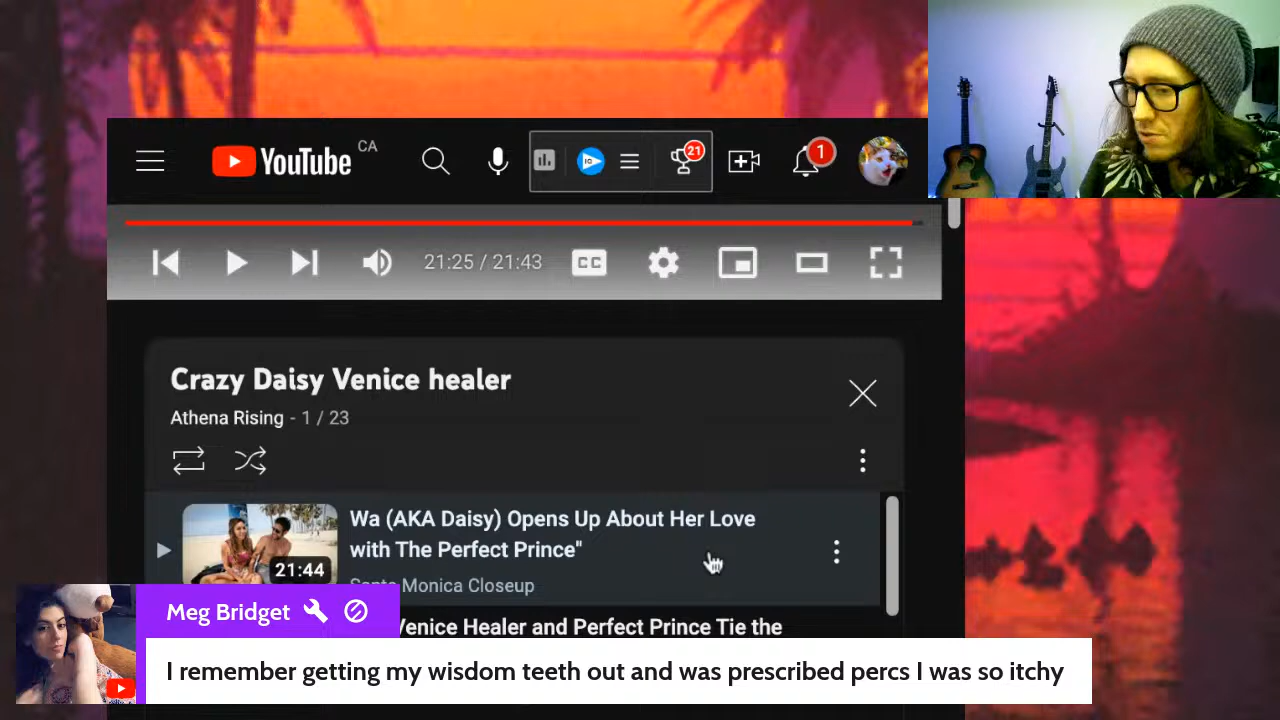 YouTube CA
21
1
21:25 / 21:43
CC
Crazy Daisy Venice healer
Athena Rising - 1 / 23
Wa (AKA Daisy) Opens Up About Her Love
with The Perfect Prince"
21:44
Monica Closeup
Venice Healer and Perfect Prince Tie the
Meg Bridget
I remember getting my wisdom teeth out and was prescribed percs I was so itchy